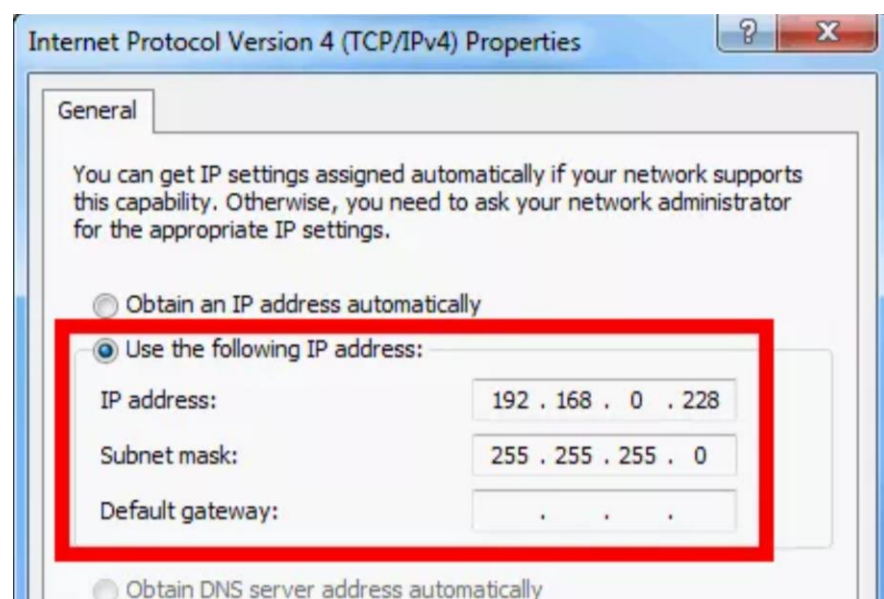 Internet Protocol Version 4 (TCP/IPv4) Properties
General
You can get IP settings assigned automatically if your network supports
this capability. Otherwise, you need to ask your network administrator
for the appropriate IP settings.
Obtain an IP address automatically
Use the following IP address:
IP address: 192 . 168 . 0 . 228
Subnet mask: 255 . 255 . 255 . 0
Default gateway: . . .
Obtain DNS server address automatically